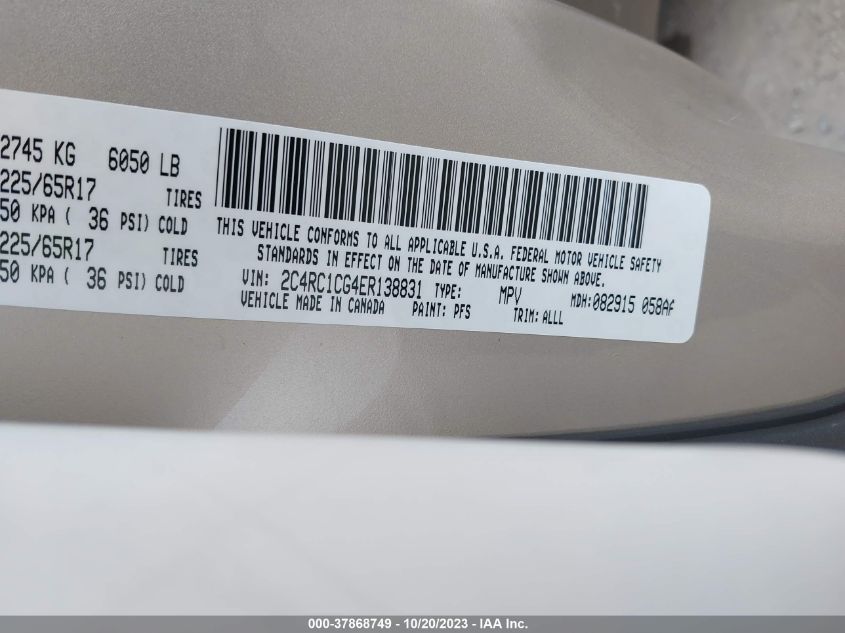 2745 KG 6050 LB
225/65R17 TIRES
50 KPA ( 36 PSI) COLD
225/65R17 TIRES
50 KPA ( 36 PSI) COLD
THIS VEHICLE CONFORMS TO ALL APPLICABLE U.S.A. FEDERAL MOTOR VEHICLE SAFETY
STANDARDS IN EFFECT ON THE DATE OF MANUFACTURE SHOWN ABOVE.
VIN: 2C4RC1CG4ER138831 TYPE: MPV MDH:082915 058AF
VEHICLE MADE IN CANADA PAINT: PFS TRIM: ALLL
000-37868749 - 10/20/2023 - IAA Inc.